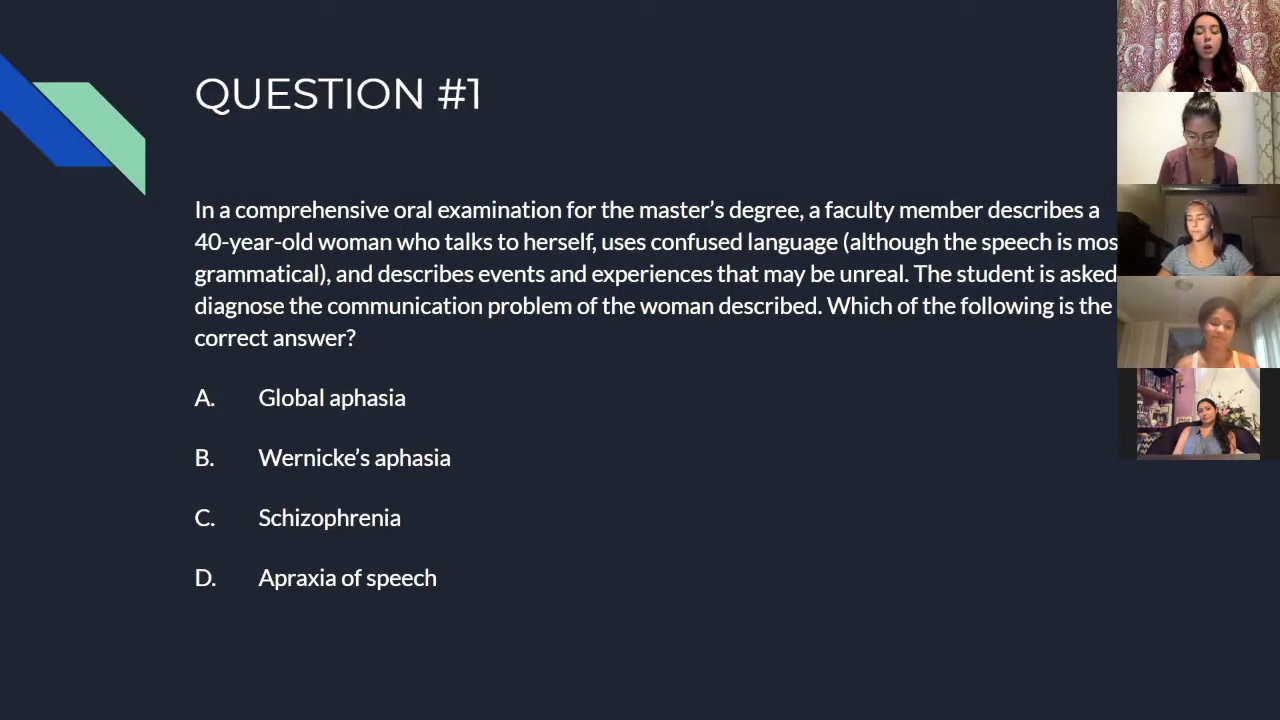 QUESTION #1
In a comprehensive oral examination for the master's degree, a faculty member describes a
40-year-old woman who talks to herself, uses confused language (although the speech is mos
grammatical), and describes events and experiences that may be unreal. The student is asked
diagnose the communication problem of the woman described. Which of the following is the
correct answer?
A. Global aphasia
B. Wernicke’s aphasia
C. Schizophrenia
D. Apraxia of speech